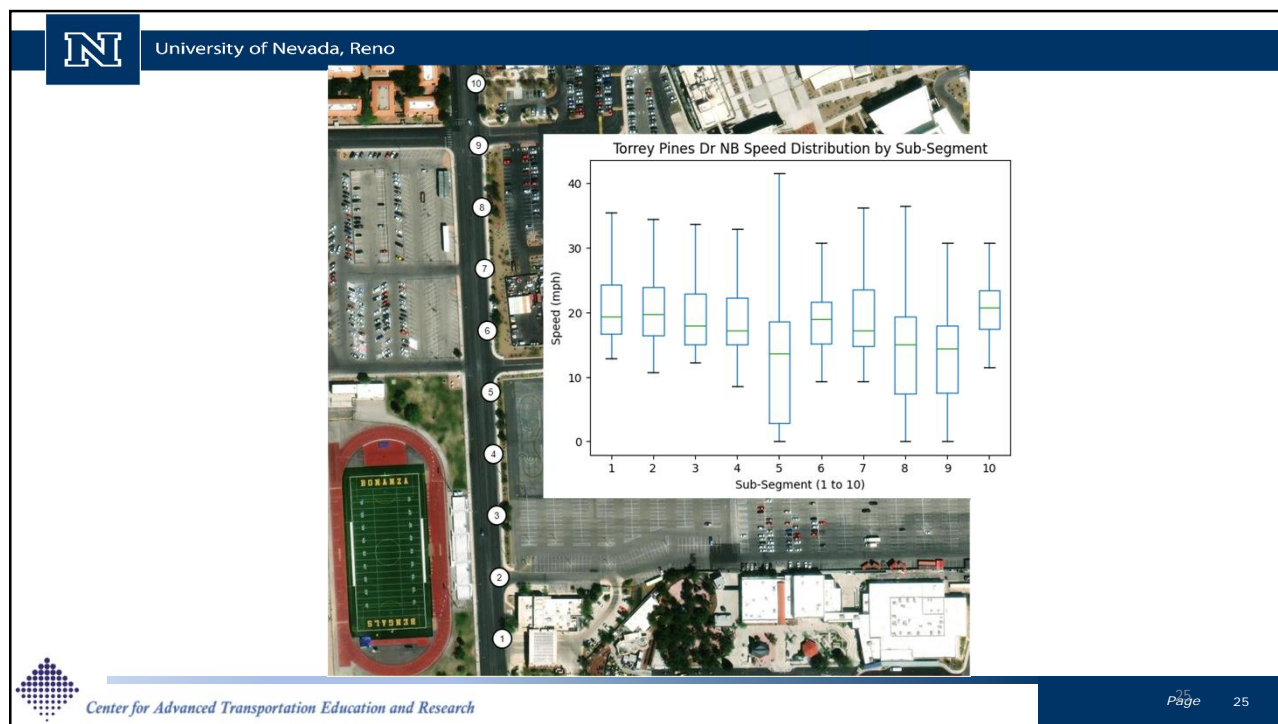 N
University of Nevada, Reno
10
9
8
7
6
5
4
3
2
1
BONANZA
BENGALS
Torrey Pines Dr NB Speed Distribution by Sub-Segment
Speed (mph)
40
30
20
10
0
1 2 3 4 5 6 7 8 9 10
Sub-Segment (1 to 10)
Center for Advanced Transportation Education and Research
25
Page 25